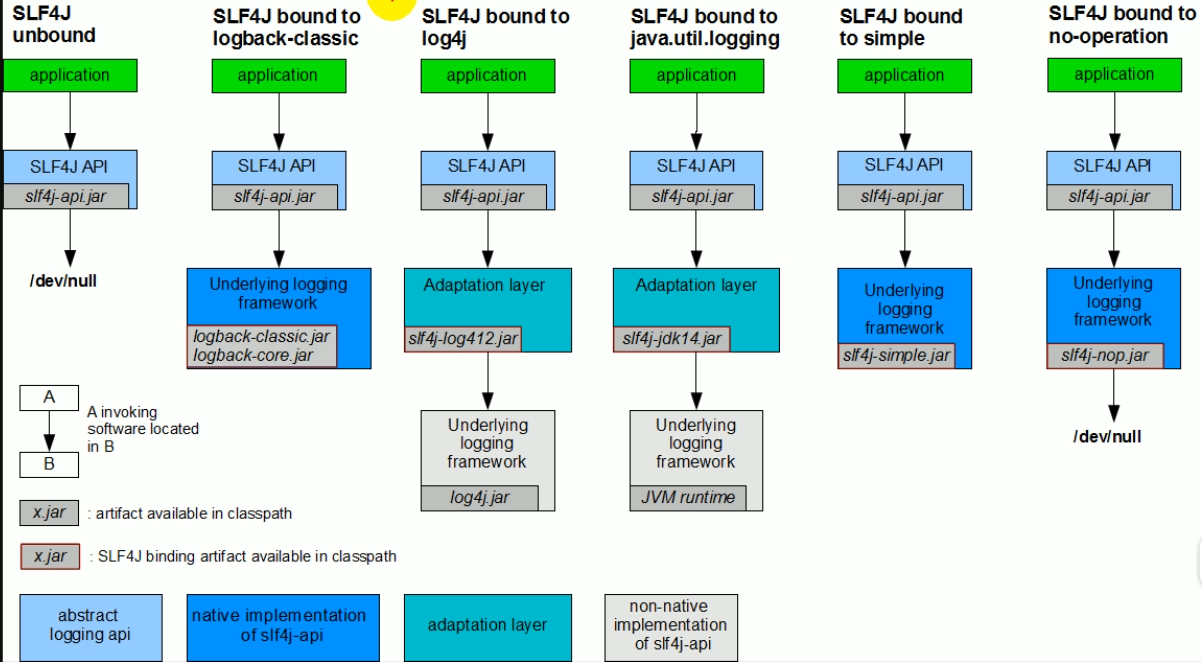 SLF4J
unbound
application
SLF4J API
slf4j-api.jar
/dev/null
SLF4J bound to
logback-classic
application
SLF4J API
slf4j-api.jar
Underlying logging
framework
logback-classic.jar
logback-core.jar
SLF4J bound to
log4j
application
SLF4J API
slf4j-api.jar
Adaptation layer
slf4j-log412.jar
Underlying
logging
framework
log4j.jar
SLF4J bound to
java.util.logging
application
SLF4J API
slf4j-api.jar
Adaptation layer
slf4j-jdk14.jar
Underlying
logging
framework
JVM runtime
SLF4J bound
to simple
application
SLF4J API
slf4j-api.jar
Underlying
logging
framework
slf4j-simple.jar
SLF4J bound to
no-operation
application
SLF4J API
slf4j-api.jar
Underlying
logging
framework
slf4j-nop.jar
/dev/null
A
B
A invoking
software located
in B
x.jar : artifact available in classpath
x.jar : SLF4J binding artifact available in classpath
abstract
logging api
native implementation
of slf4j-api
adaptation layer
non-native
implementation
of slf4j-api